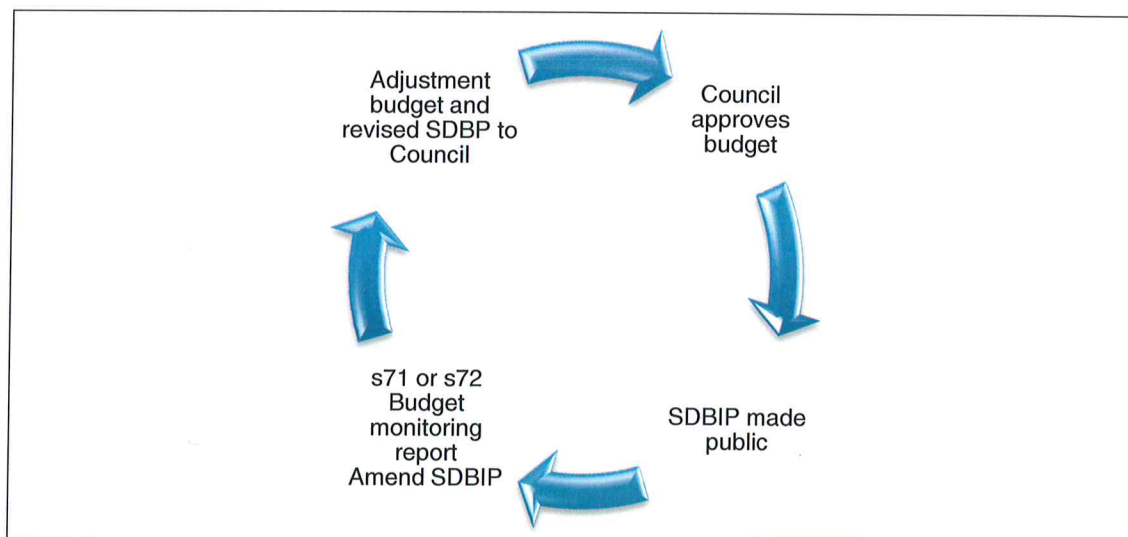 Adjustment
budget and
revised SDBP to
Council
Council
approves
budget
SDBIP made
public
s71 or s72
Budget
monitoring
report
Amend SDBIP